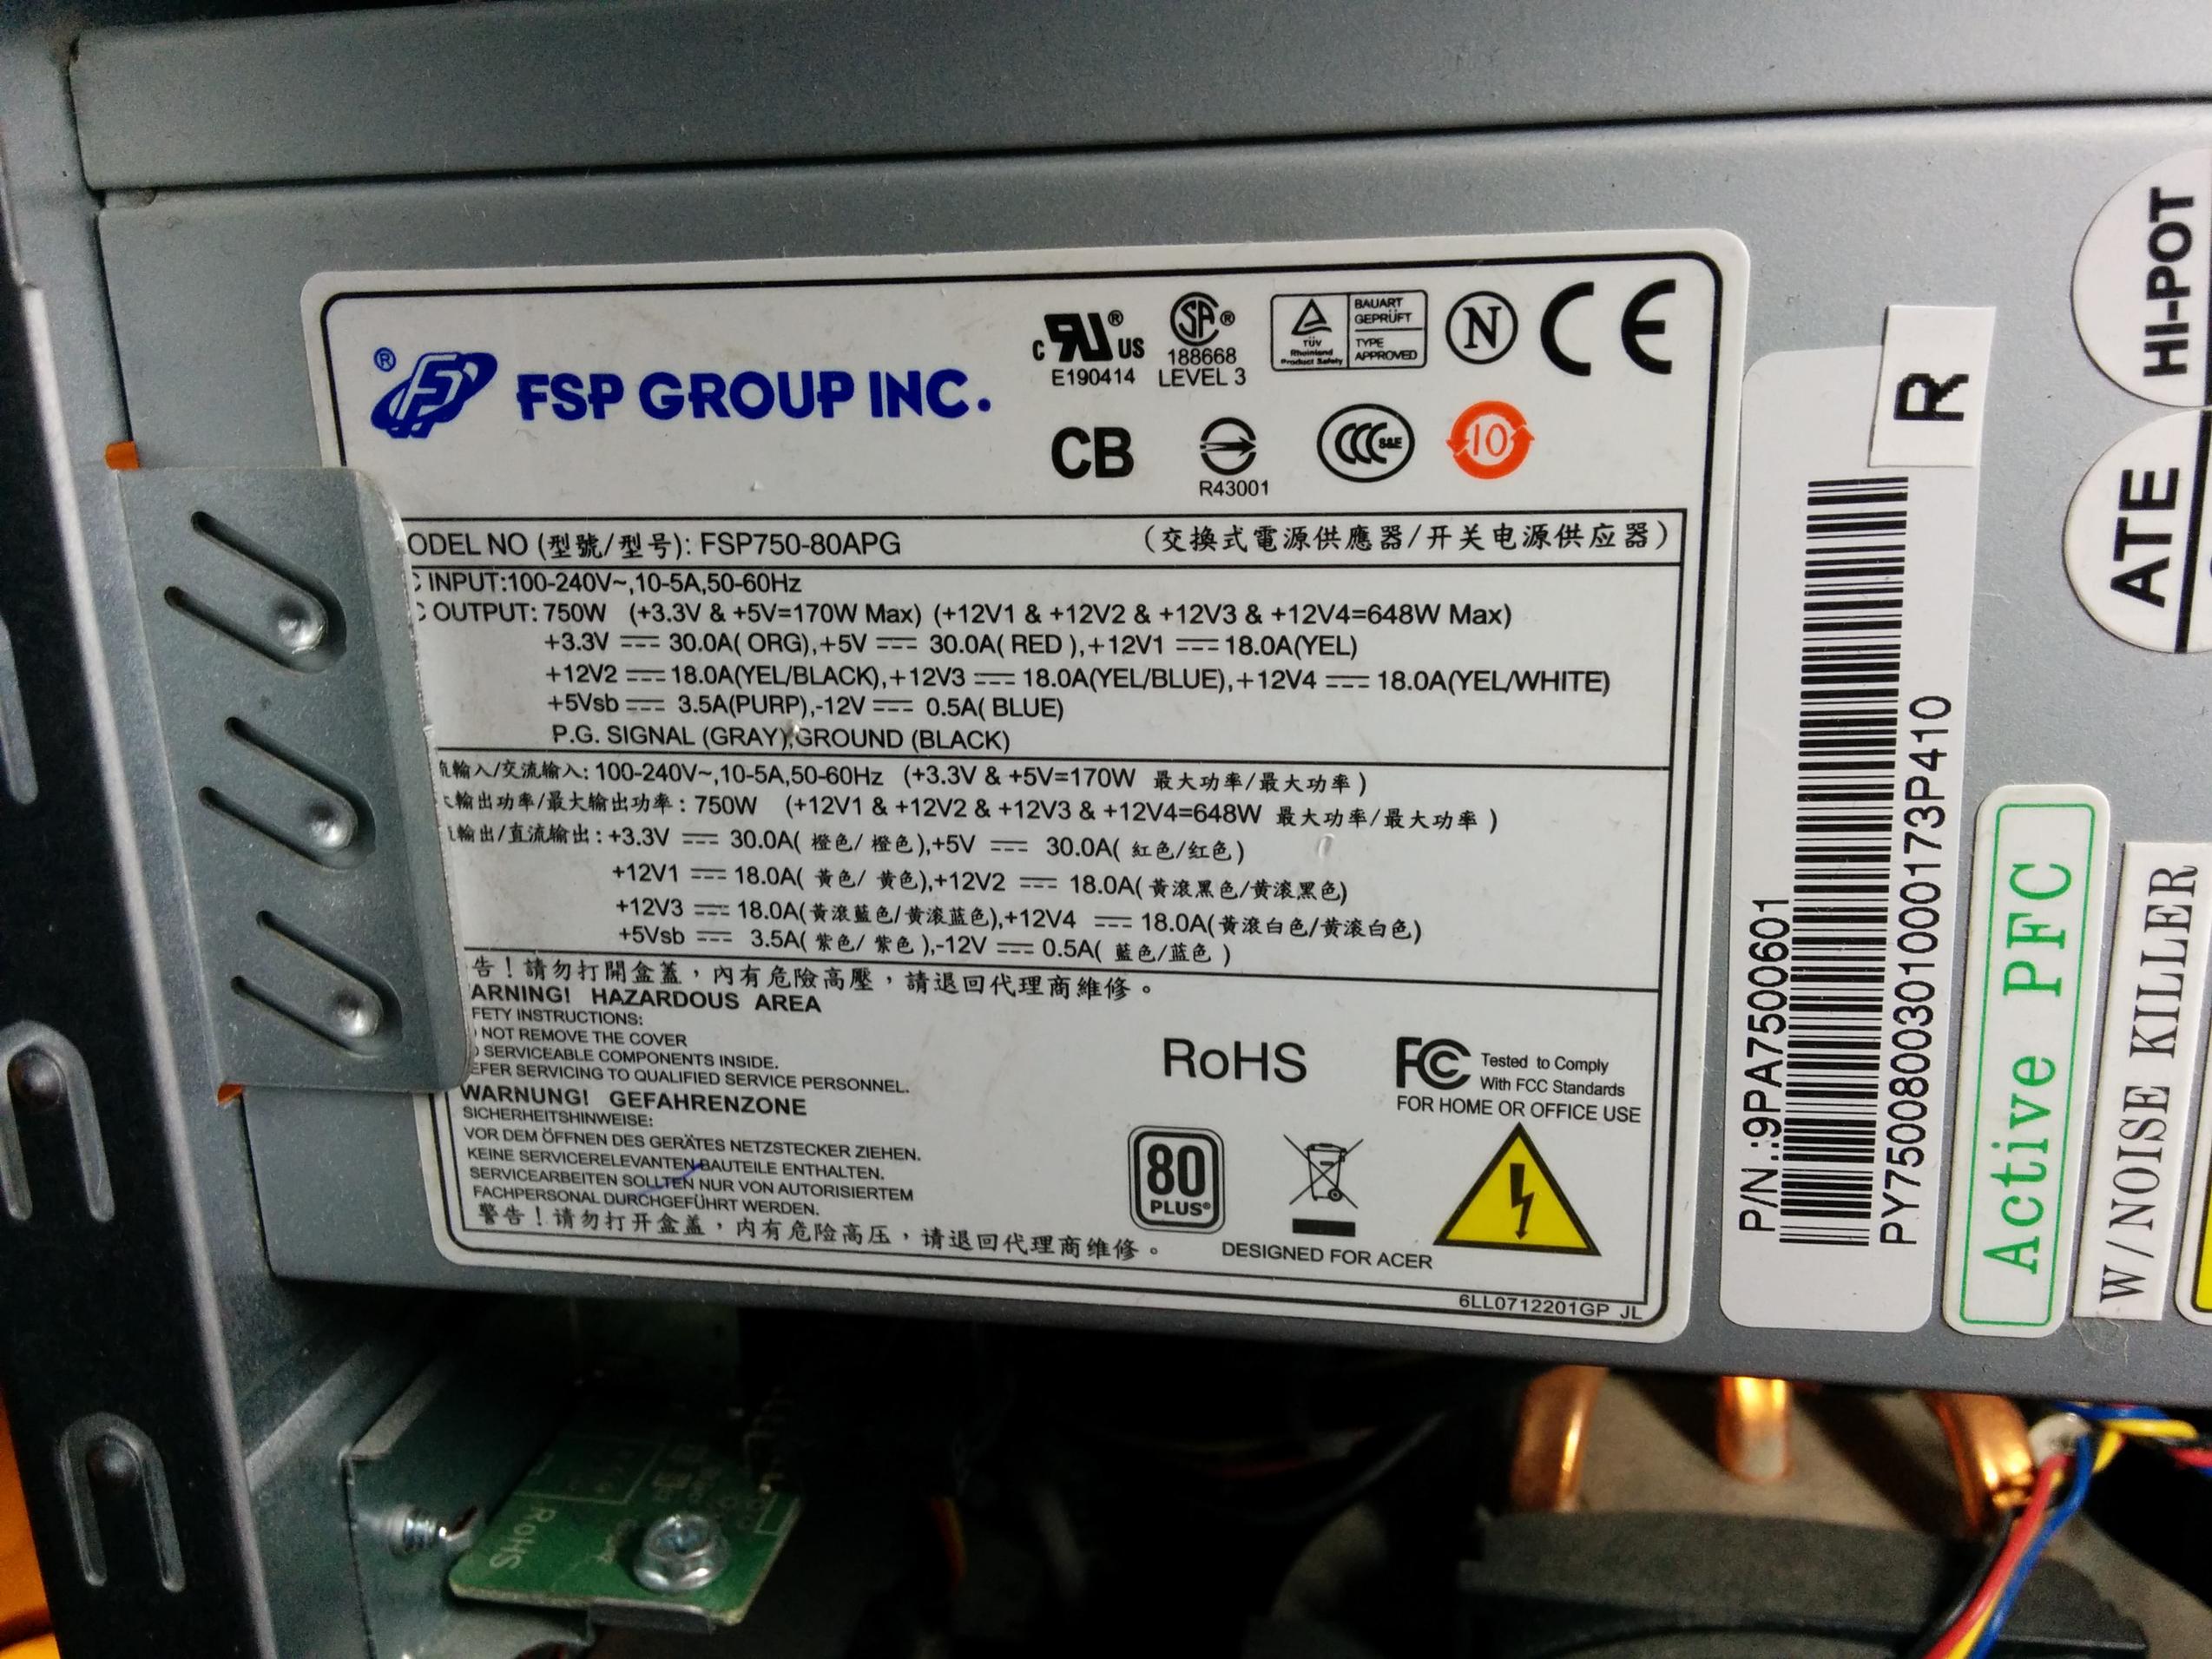 FSP GROUP INC.
c RU US
E190414
SA
188668
LEVEL 3
TÜV
Rheinland
Product Safety
BAUART
GEPRÜFT
TYPE
APPROVED
N
CE
CB
R43001
CCC S&E
10
ODEL NO (型號/型号): FSP750-80APG (交換式電源供應器/开关电源供应器)
C INPUT:100-240V~,10-5A,50-60Hz
C OUTPUT: 750W (+3.3V & +5V=170W Max) (+12V1 & +12V2 & +12V3 & +12V4=648W Max)
+3.3V ⎓ 30.0A( ORG),+5V ⎓ 30.0A( RED ),+12V1 ⎓ 18.0A(YEL)
+12V2 ⎓ 18.0A(YEL/BLACK),+12V3 ⎓ 18.0A(YEL/BLUE),+12V4 ⎓ 18.0A(YEL/WHITE)
+5Vsb ⎓ 3.5A(PURP),-12V ⎓ 0.5A( BLUE)
P.G. SIGNAL (GRAY),GROUND (BLACK)
輸入/交流输入: 100-240V~,10-5A,50-60Hz (+3.3V & +5V=170W 最大功率/最大功率)
輸出功率/最大输出功率: 750W (+12V1 & +12V2 & +12V3 & +12V4=648W 最大功率/最大功率)
輸出/直流输出: +3.3V ⎓ 30.0A( 橙色/ 橙色),+5V ⎓ 30.0A( 紅色/红色)
+12V1 ⎓ 18.0A( 黃色/ 黄色),+12V2 ⎓ 18.0A( 黃滾黑色/黄滚黑色)
+12V3 ⎓ 18.0A(黃滾藍色/黄滚蓝色),+12V4 ⎓ 18.0A(黃滾白色/黄滚白色)
+5Vsb ⎓ 3.5A( 紫色/ 紫色 ),-12V ⎓ 0.5A( 藍色/蓝色 )
告！請勿打開盒蓋，內有危險高壓，請退回代理商維修。
ARNING! HAZARDOUS AREA
FETY INSTRUCTIONS:
NOT REMOVE THE COVER
SERVICEABLE COMPONENTS INSIDE.
EFER SERVICING TO QUALIFIED SERVICE PERSONNEL.
WARNUNG! GEFAHRENZONE
SICHERHEITSHINWEISE:
VOR DEM ÖFFNEN DES GERÄTES NETZSTECKER ZIEHEN.
KEINE SERVICERELEVANTEN BAUTEILE ENTHALTEN.
SERVICEARBEITEN SOLLTEN NUR VON AUTORISIERTEM
FACHPERSONAL DURCHGEFÜHRT WERDEN.
警告！请勿打开盒盖，内有危险高压，请退回代理商维修。
RoHS
FC Tested to Comply
With FCC Standards
FOR HOME OR OFFICE USE
80
PLUS
DESIGNED FOR ACER
6LL0712201GP JL
R
P/N.:9PA7500601
PY7500800301000173P410
HI-POT
ATE
Active PFC
W/NOISE KILLER
RoHS